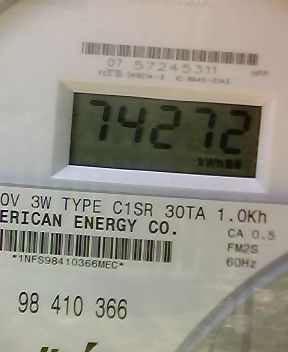 07 57245311
74272
0V 3W TYPE C1SR 30TA 1.0Kh
ERICAN ENERGY CO.
CA 0.5
FM2S
*1NFS98410366MEC*
60Hz
98 410 366